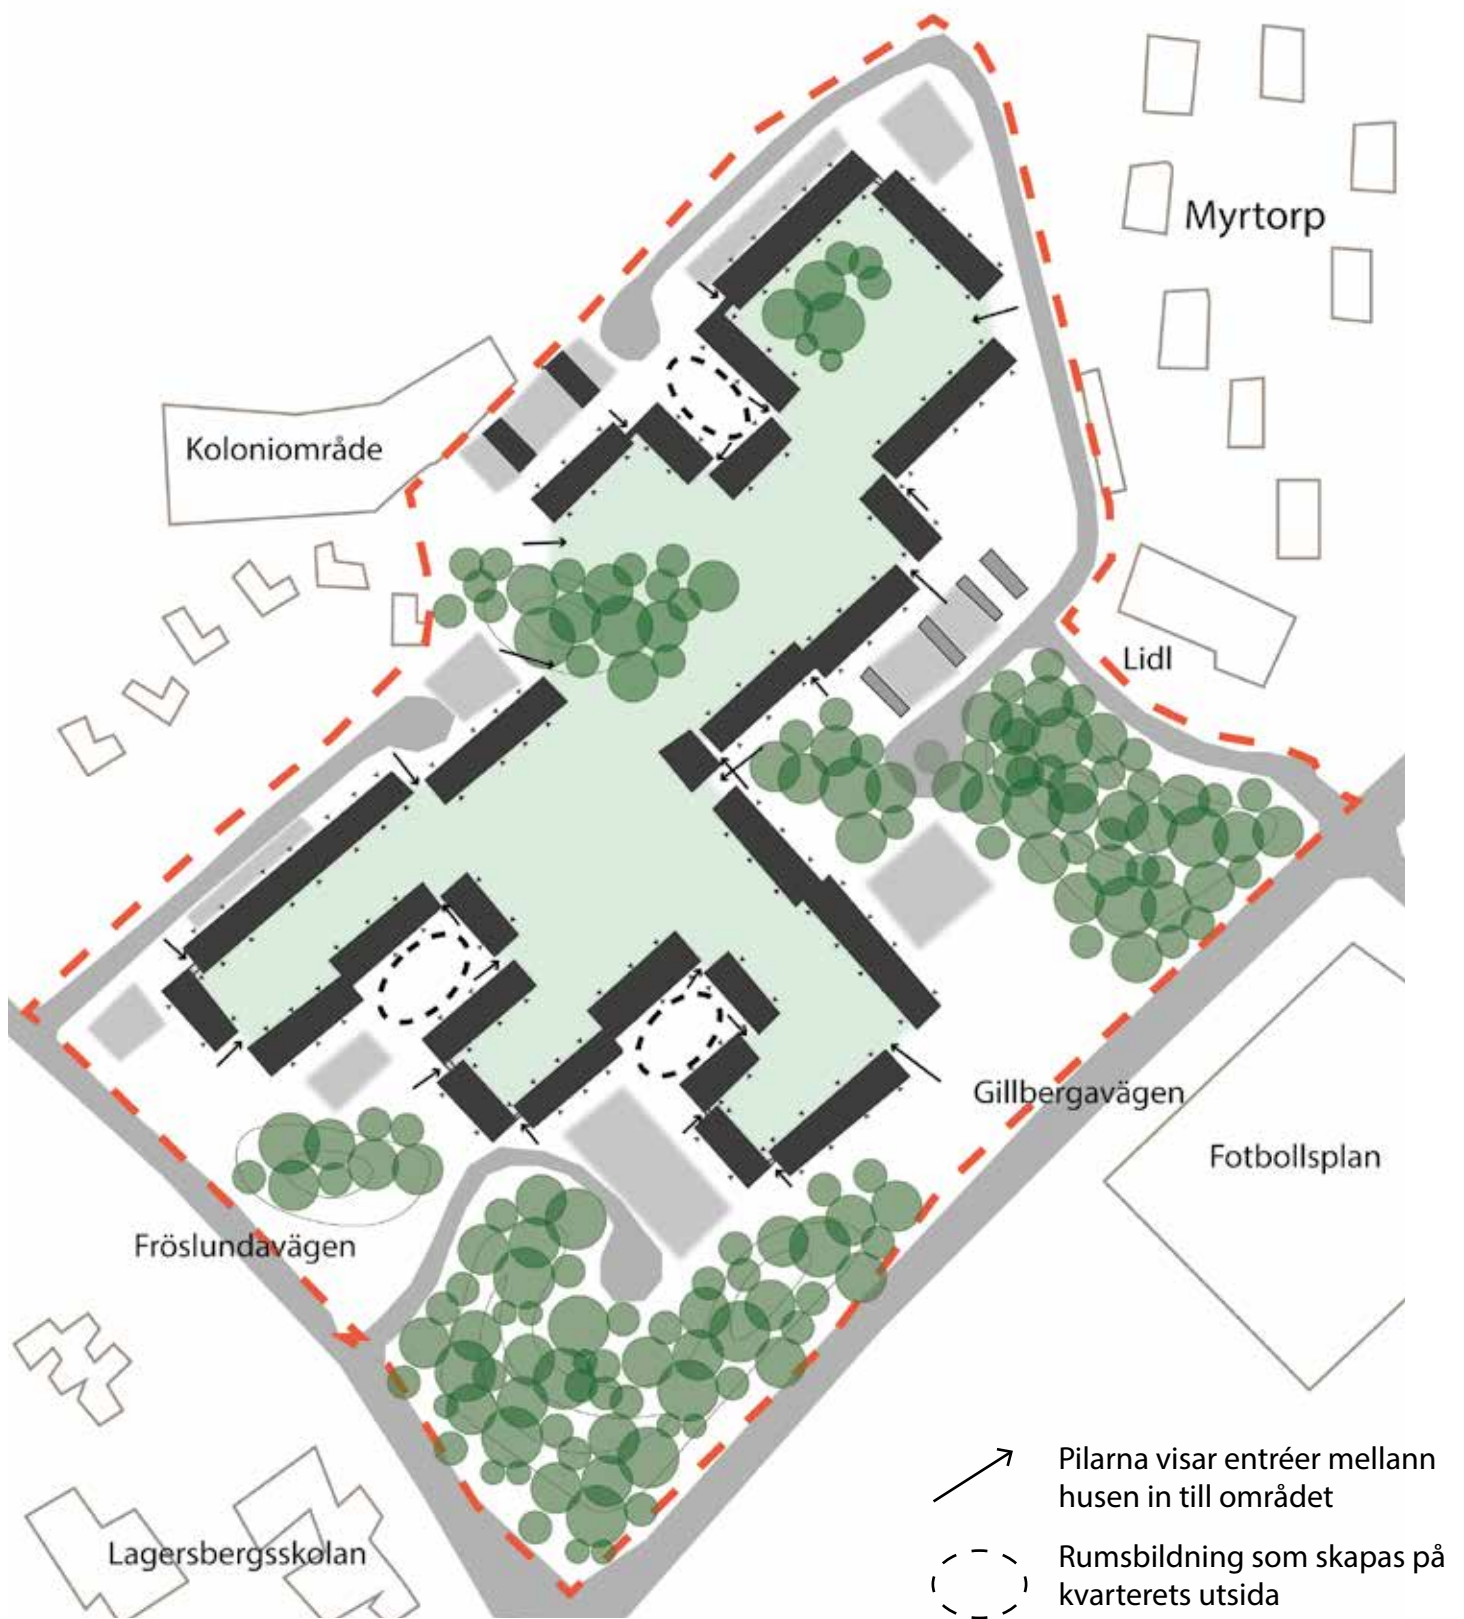 Myrtorp
Koloniområde
Lidl
Gillbergavägen
Fotbollsplan
Fröslundavägen
Pilarna visar entréer mellann
husen in till området
Lagersbergsskolan
Rumsbildning som skapas på
kvarterets utsida